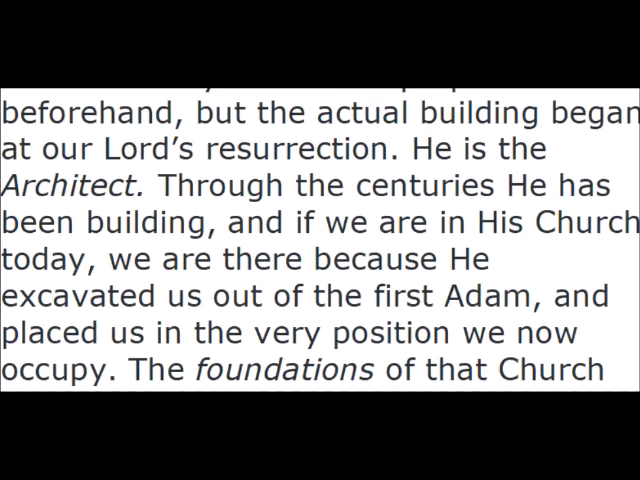 beforehand, but the actual building began
at our Lord’s resurrection. He is the
Architect. Through the centuries He has
been building, and if we are in His Church
today, we are there because He
excavated us out of the first Adam, and
placed us in the very position we now
occupy. The foundations of that Church